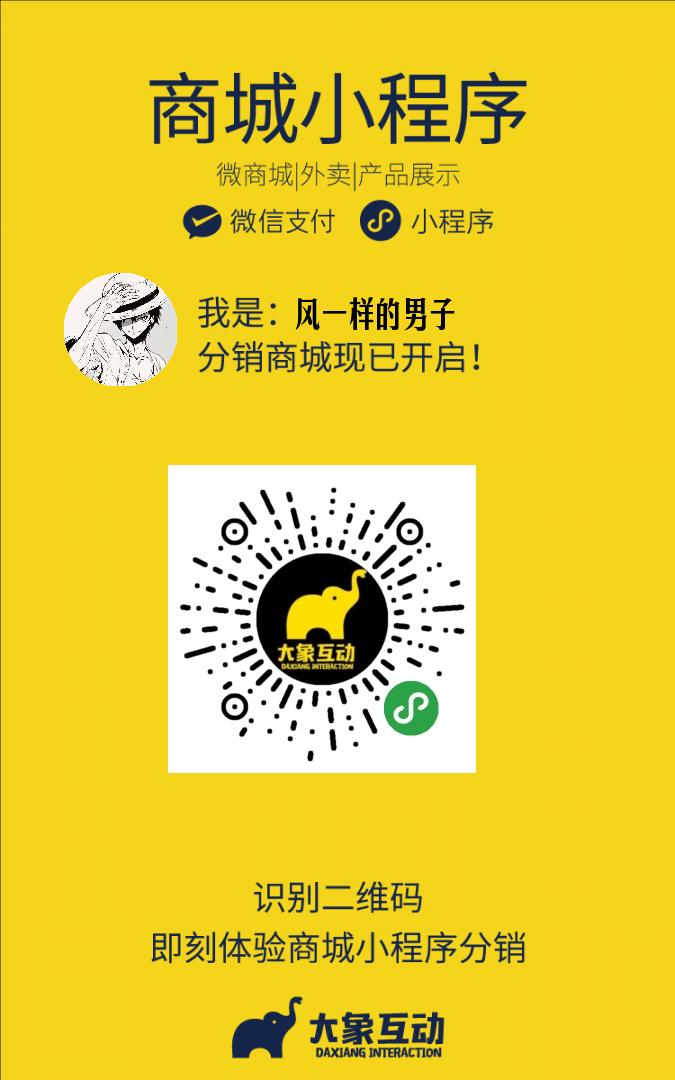 商城小程序
微商城|外卖|产品展示
微信支付 小程序
我是：风一样的男子
分销商城现已开启！
大象互动
DAXIANG INTERACTION
识别二维码
即刻体验商城小程序分销
大象互动
DAXIANG INTERACTION